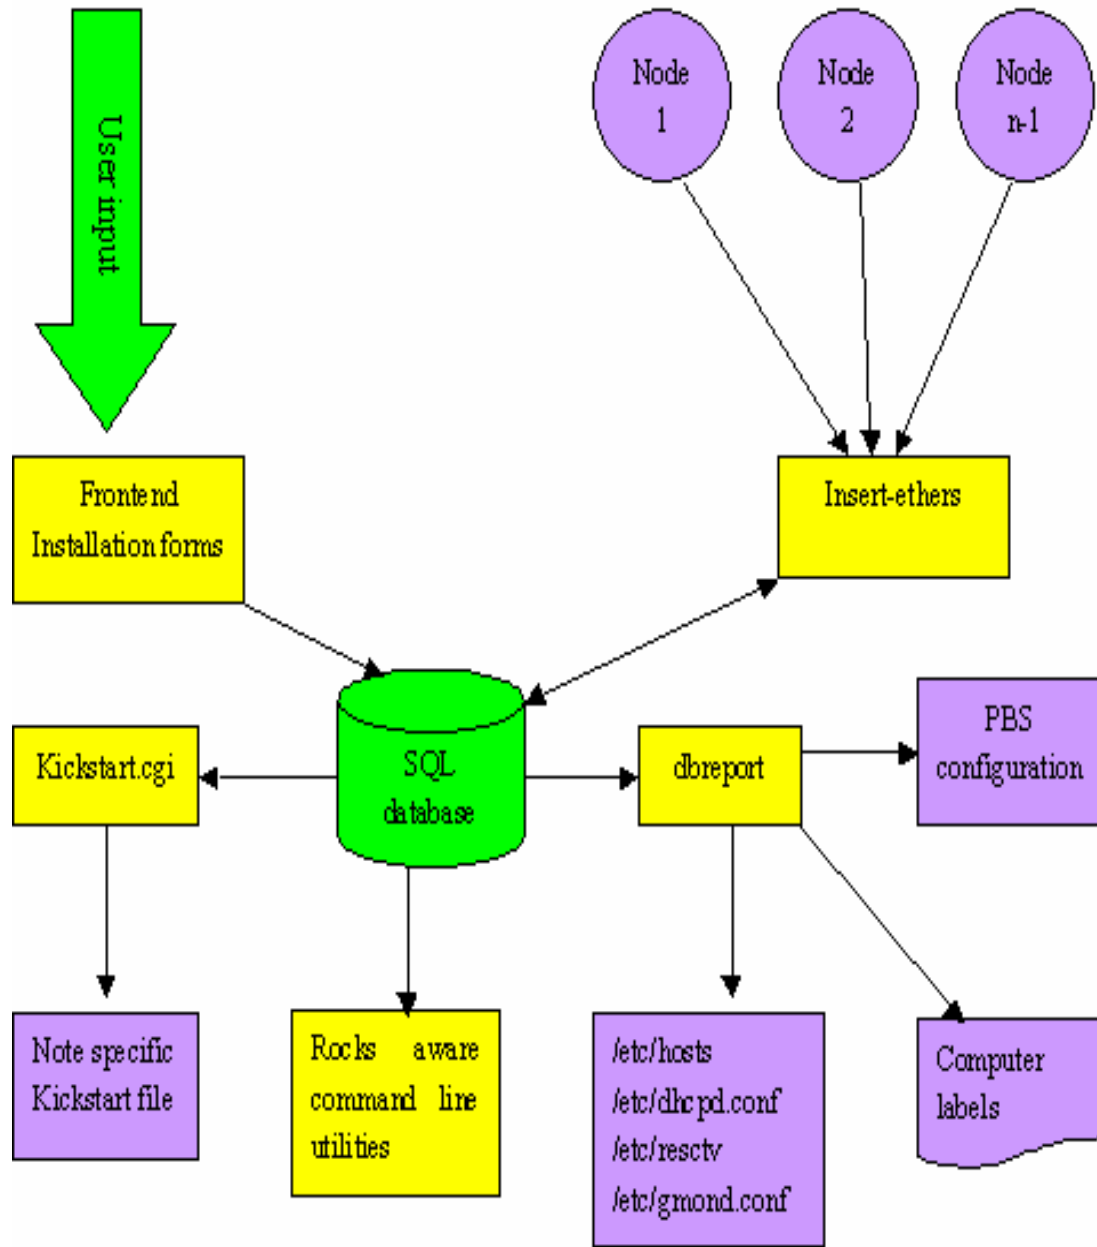 User input
Node
1
Node
2
Node
n-1
Frontend
Installation forms
Insert-ethers
SQL
database
Kickstart.cgi
dbreport
PBS
configuration
Note specific
Kickstart file
Rocks aware
command line
utilities
/etc/hosts
/etc/dhcpd.conf
/etc/resctv
/etc/gmond.conf
Computer
labels